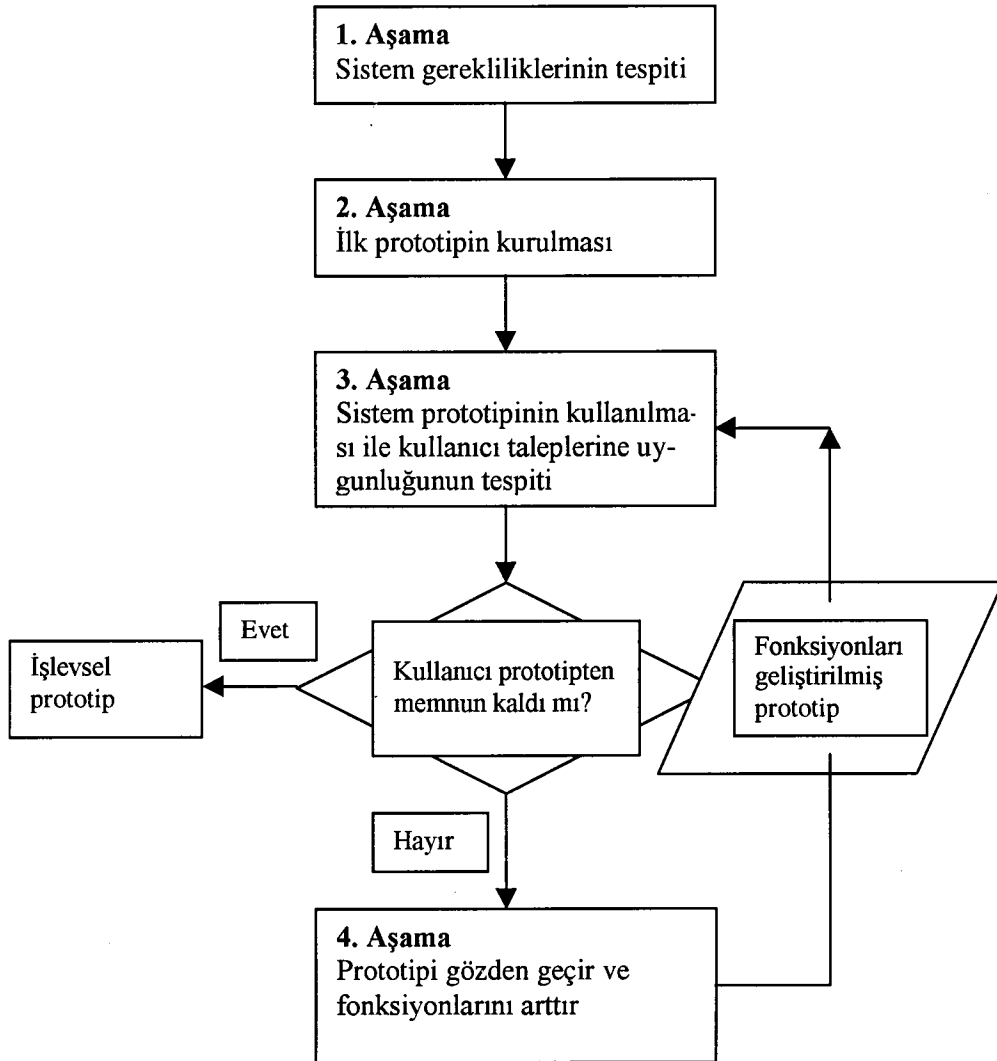 1. Aşama
Sistem gerekliliklerinin tespiti
2. Aşama
İlk prototipin kurulması
3. Aşama
Sistem prototipinin kullanılma-
sı ile kullanıcı taleplerine uy-
gunluğunun tespiti
Evet
İşlevsel
prototip
Kullanıcı prototipten
memnun kaldı mı?
Fonksiyonları
geliştirilmiş
prototip
Hayır
4. Aşama
Prototipi gözden geçir ve
fonksiyonlarını arttır